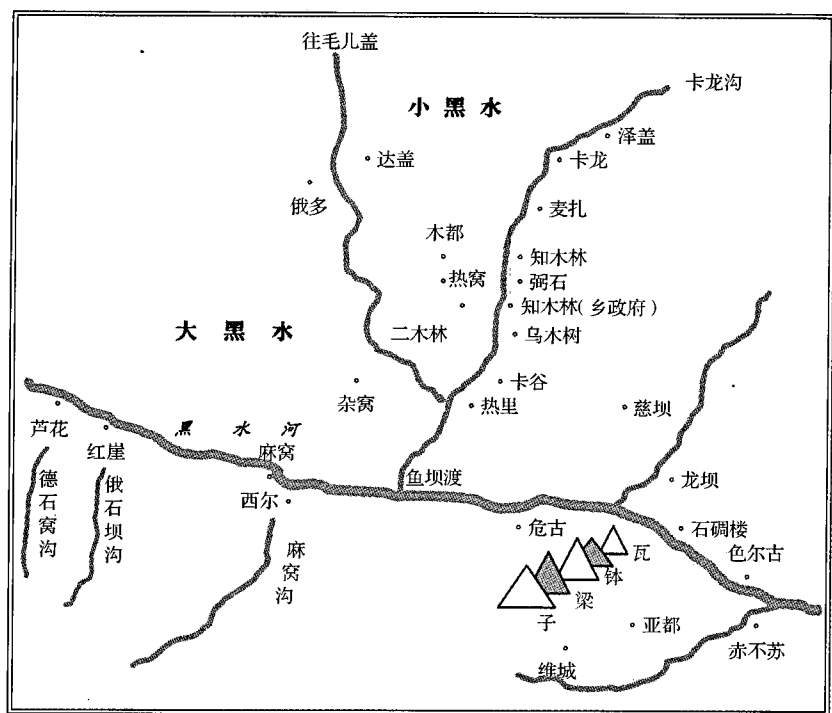 往毛儿盖
卡龙沟
小黑水
泽盖
达盖
卡龙
俄多
麦扎
木都
知木林
热窝
弼石
知木林(乡政府)
大黑水
二木林
乌木树
卡谷
杂窝
热里
慈坝
芦花
黑水河
红崖
麻窝
鱼坝渡
龙坝
德石窝沟
俄石坝沟
西尔
危古
石碉楼
麻窝沟
瓦钵梁子
色尔古
亚都
赤不苏
维城